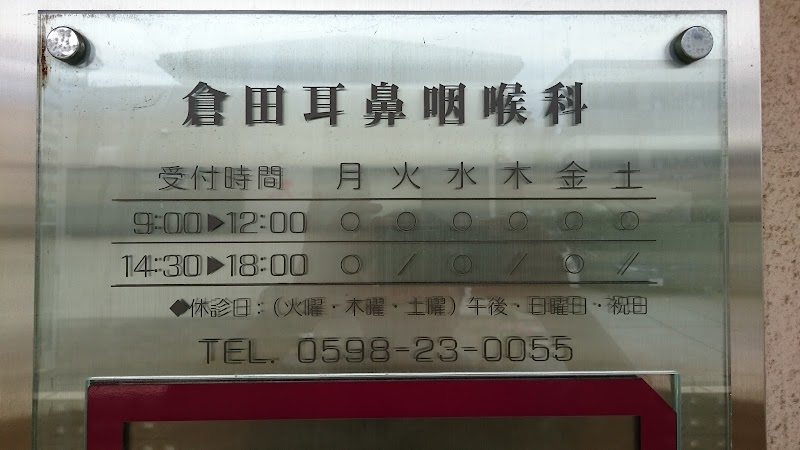 倉田耳鼻咽喉科
受付時間 月 火 水 木 金 土
9:00▶12:00 ○ ○ ○ ○ ○ ○
14:30▶18:00 ○ / ○ / ○ /
◆休診日：（火曜・木曜・土曜）午後・日曜日・祝日
TEL. 0598-23-0055